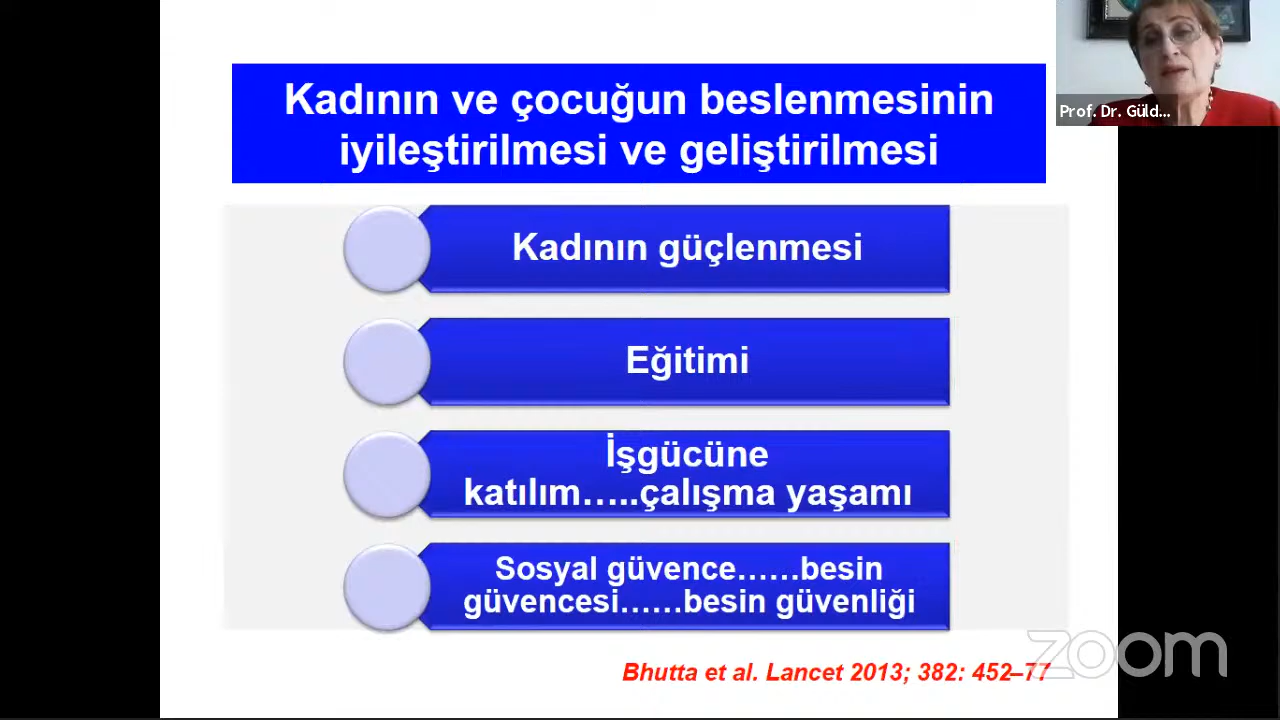 Kadının ve çocuğun beslenmesinin
iyileştirilmesi ve geliştirilmesi
Prof. Dr. Güld...
Kadının güçlenmesi
Eğitimi
İşgücüne
katılım…..çalışma yaşamı
Sosyal güvence……besin
güvencesi……besin güvenliği
Bhutta et al. Lancet 2013; 382: 452–77
zoom